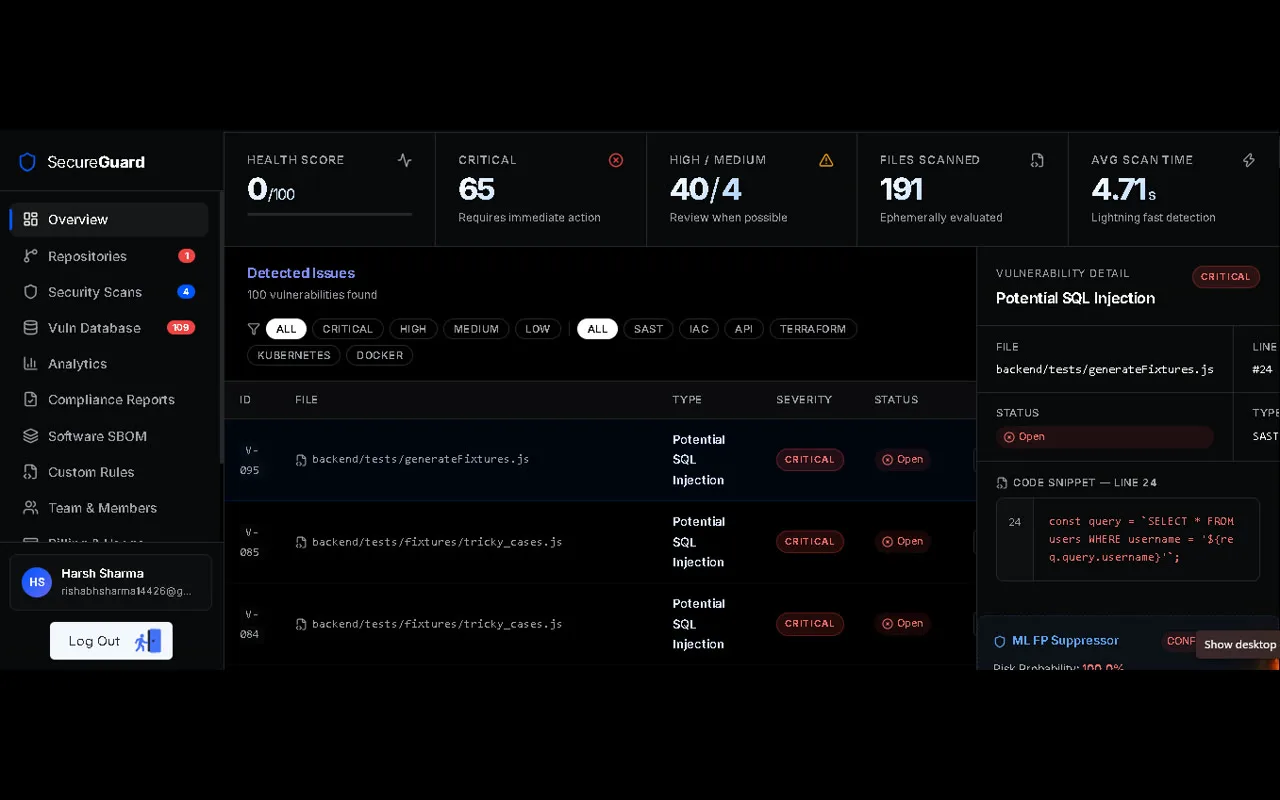 SecureGuard
Overview
Repositories 1
Security Scans 4
Vuln Database 109
Analytics
Compliance Reports
Software SBOM
Custom Rules
Team & Members
HS Harsh Sharma
rishabhsharma14426@g...
Log Out
HEALTH SCORE
0/100
CRITICAL
65
Requires immediate action
HIGH / MEDIUM
40/4
Review when possible
FILES SCANNED
191
Ephemerally evaluated
AVG SCAN TIME
4.71s
Lightning fast detection
Detected Issues
100 vulnerabilities found
ALL CRITICAL HIGH MEDIUM LOW ALL SAST IAC API TERRAFORM
KUBERNETES DOCKER
ID FILE TYPE SEVERITY STATUS
V-
095
backend/tests/generateFixtures.js
Potential
SQL
Injection
CRITICAL
Open
V-
085
backend/tests/fixtures/tricky_cases.js
Potential
SQL
Injection
CRITICAL
Open
V-
084
backend/tests/fixtures/tricky_cases.js
Potential
SQL
Injection
CRITICAL
Open
VULNERABILITY DETAIL
CRITICAL
Potential SQL Injection
FILE
backend/tests/generateFixtures.js
LINE
#24
STATUS
Open
TYPE
SAST
CODE SNIPPET — LINE 24
24
const query = `SELECT * FROM
users WHERE username = '${re
q.query.username}'`;
ML FP Suppressor
CONF
Show desktop
Risk Probability: 100.0%